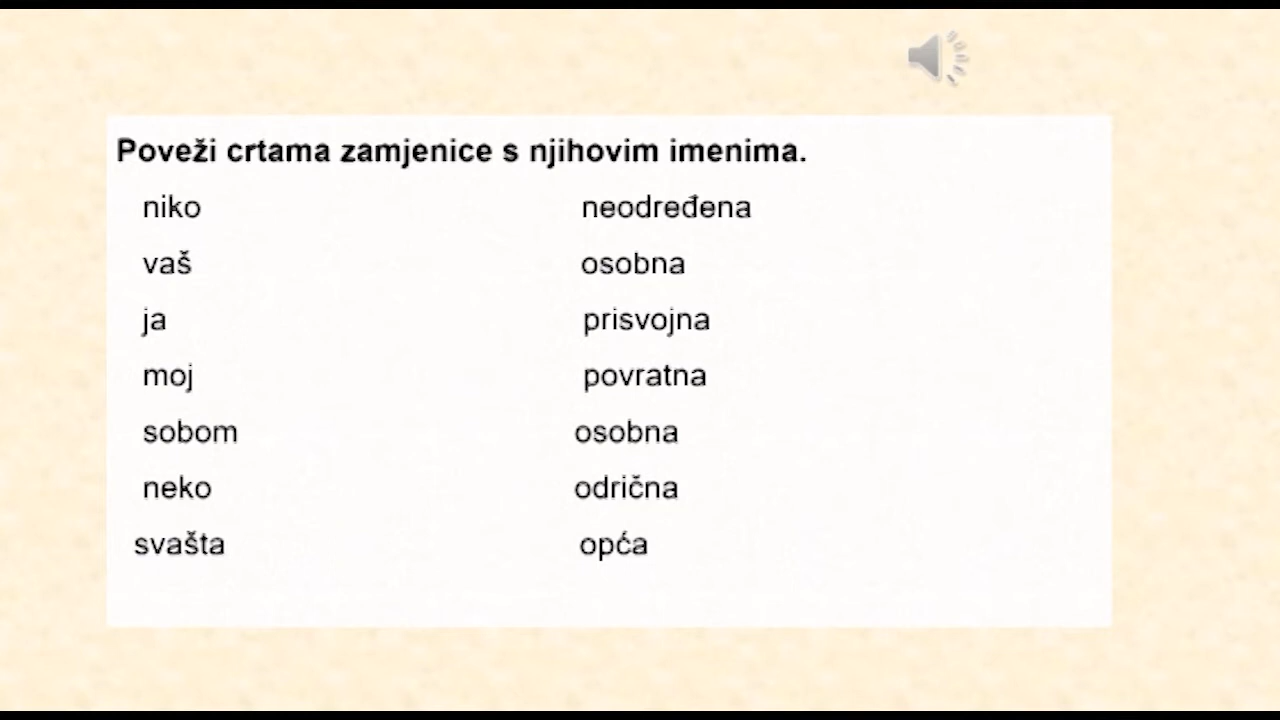 Poveži crtama zamjenice s njihovim imenima.
niko neodređena
vaš osobna
ja prisvojna
moj povratna
sobom osobna
neko odrična
svašta opća